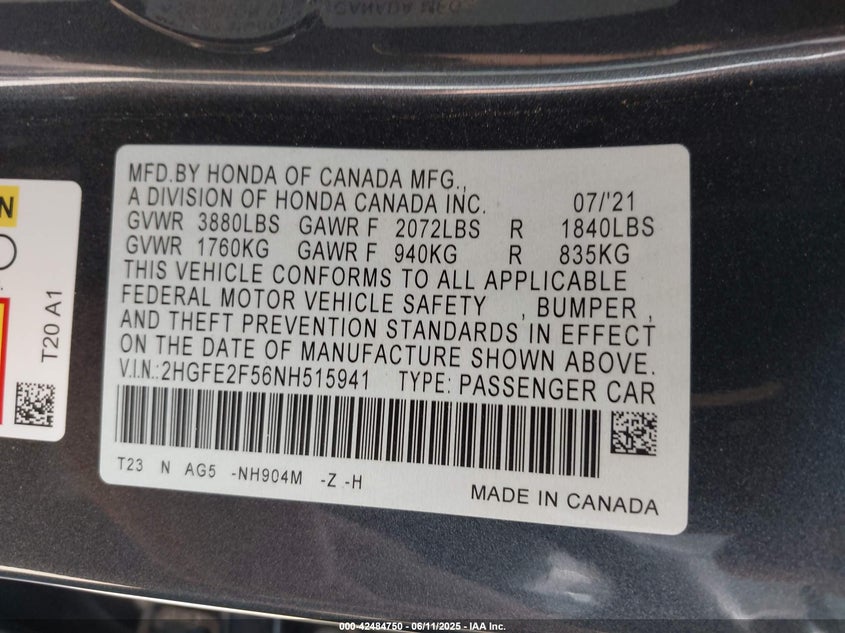 CANADA MFG.
MFD.BY HONDA OF CANADA MFG.,
A DIVISION OF HONDA CANADA INC. 07/'21
GVWR 3880LBS GAWR F 2072LBS R 1840LBS
GVWR 1760KG GAWR F 940KG R 835KG
THIS VEHICLE CONFORMS TO ALL APPLICABLE
FEDERAL MOTOR VEHICLE SAFETY , BUMPER ,
AND THEFT PREVENTION STANDARDS IN EFFECT
ON THE DATE OF MANUFACTURE SHOWN ABOVE.
V.I.N.:2HGFE2F56NH515941 TYPE: PASSENGER CAR
T23 N AG5 -NH904M -Z -H
MADE IN CANADA
N
T20 A1
000-42484750 - 06/11/2025 - IAA Inc.